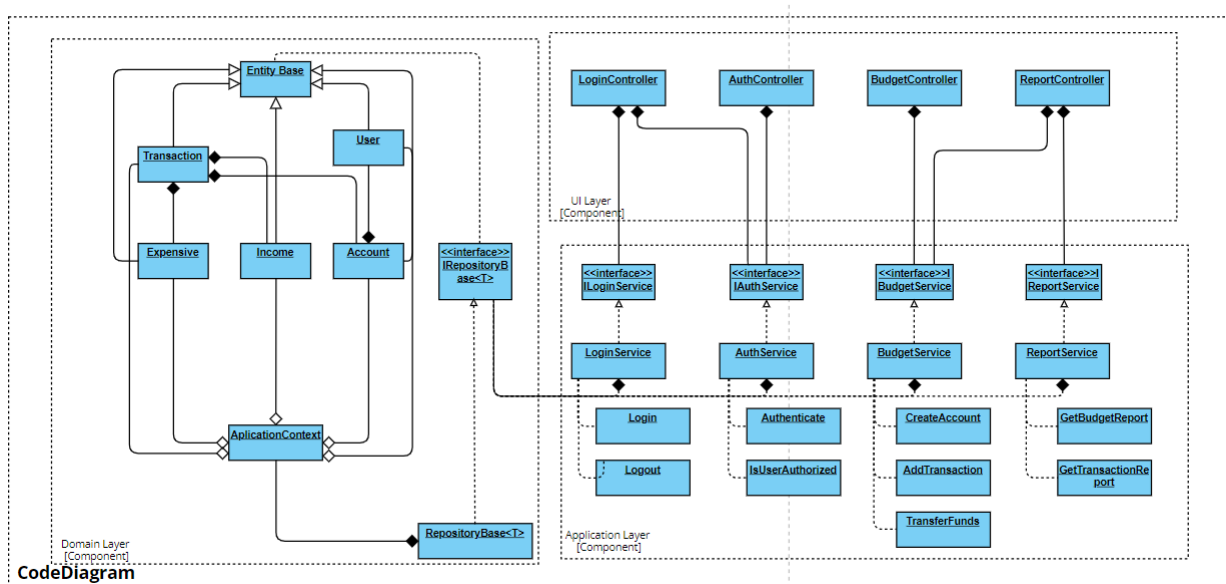 Entity Base
User
Transaction
Expensive
Income
Account
<<interface>>
IRepositoryB
ase<T>
AplicationContext
RepositoryBase<T>
Domain Layer
[Component]
CodeDiagram
LoginController
AuthController
BudgetController
ReportController
UI Layer
[Component]
<<interface>>
ILoginService
<<interface>>
IAuthService
<<interface>>I
BudgetService
<<interface>>I
ReportService
LoginService
AuthService
BudgetService
ReportService
Login
Authenticate
CreateAccount
GetBudgetReport
Logout
IsUserAuthorized
AddTransaction
GetTransactionRe
port
TransferFunds
Application Layer
[Component]